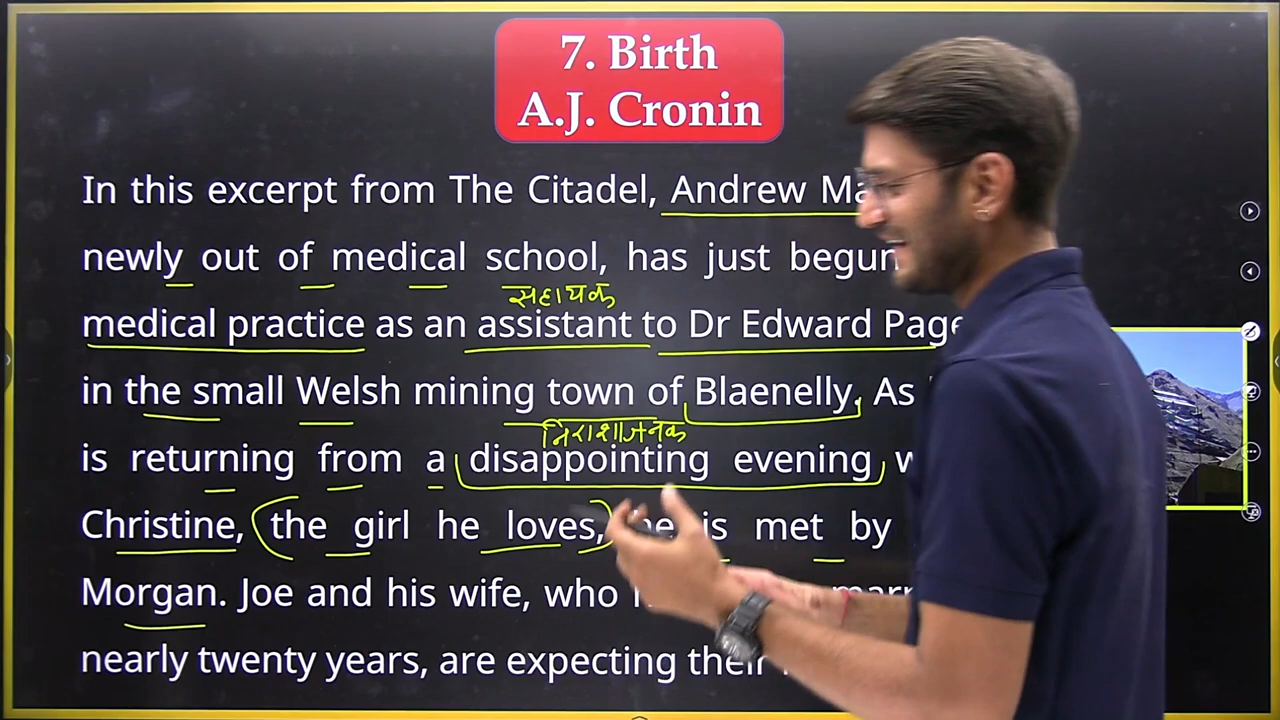 7. Birth
A.J. Cronin
In this excerpt from The Citadel, Andrew
newly out of medical school, has just begun
सहायक
medical practice as an assistant to Dr Edward
in the small Welsh mining town of Blaenelly. As
निराशाजनक
is returning from a disappointing evening
Christine, the girl he loves, he is met by
Morgan. Joe and his wife, who
nearly twenty years, are expecting their